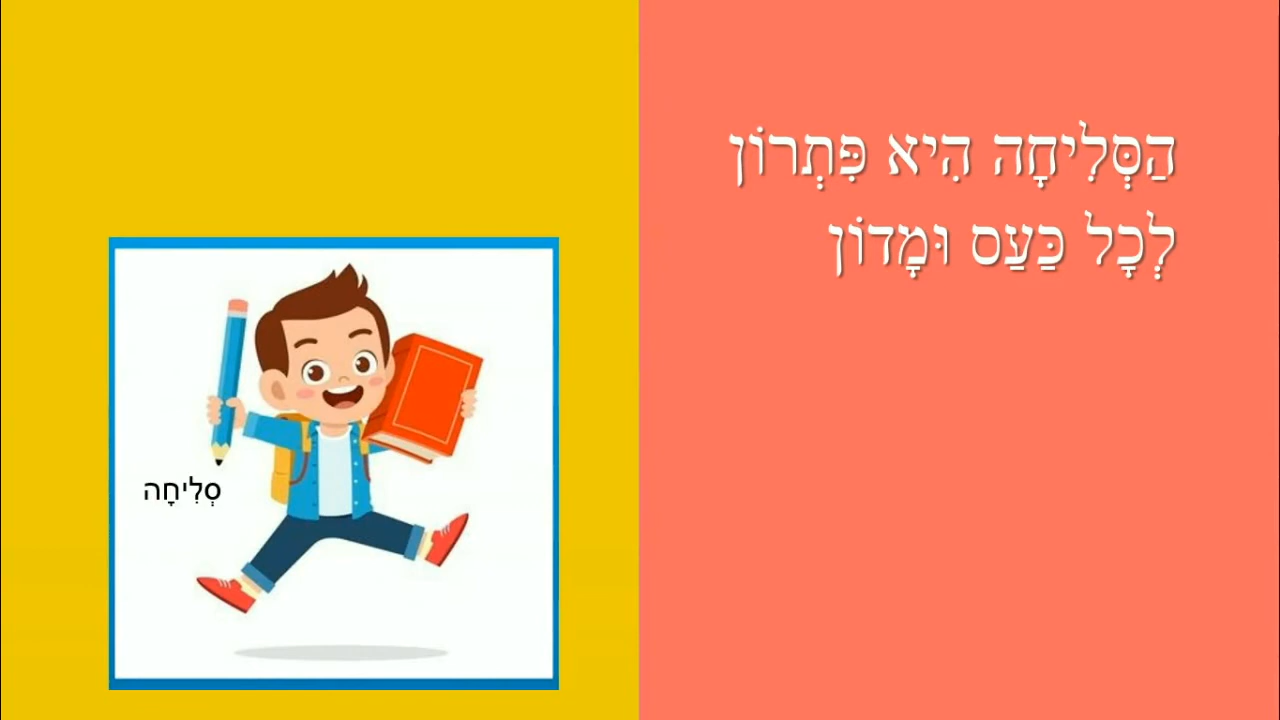 הַסְּלִיחָה הִיא פִּתְרוֹן
לְכָל כַּעַס וּמָדוֹן
סְלִיחָה